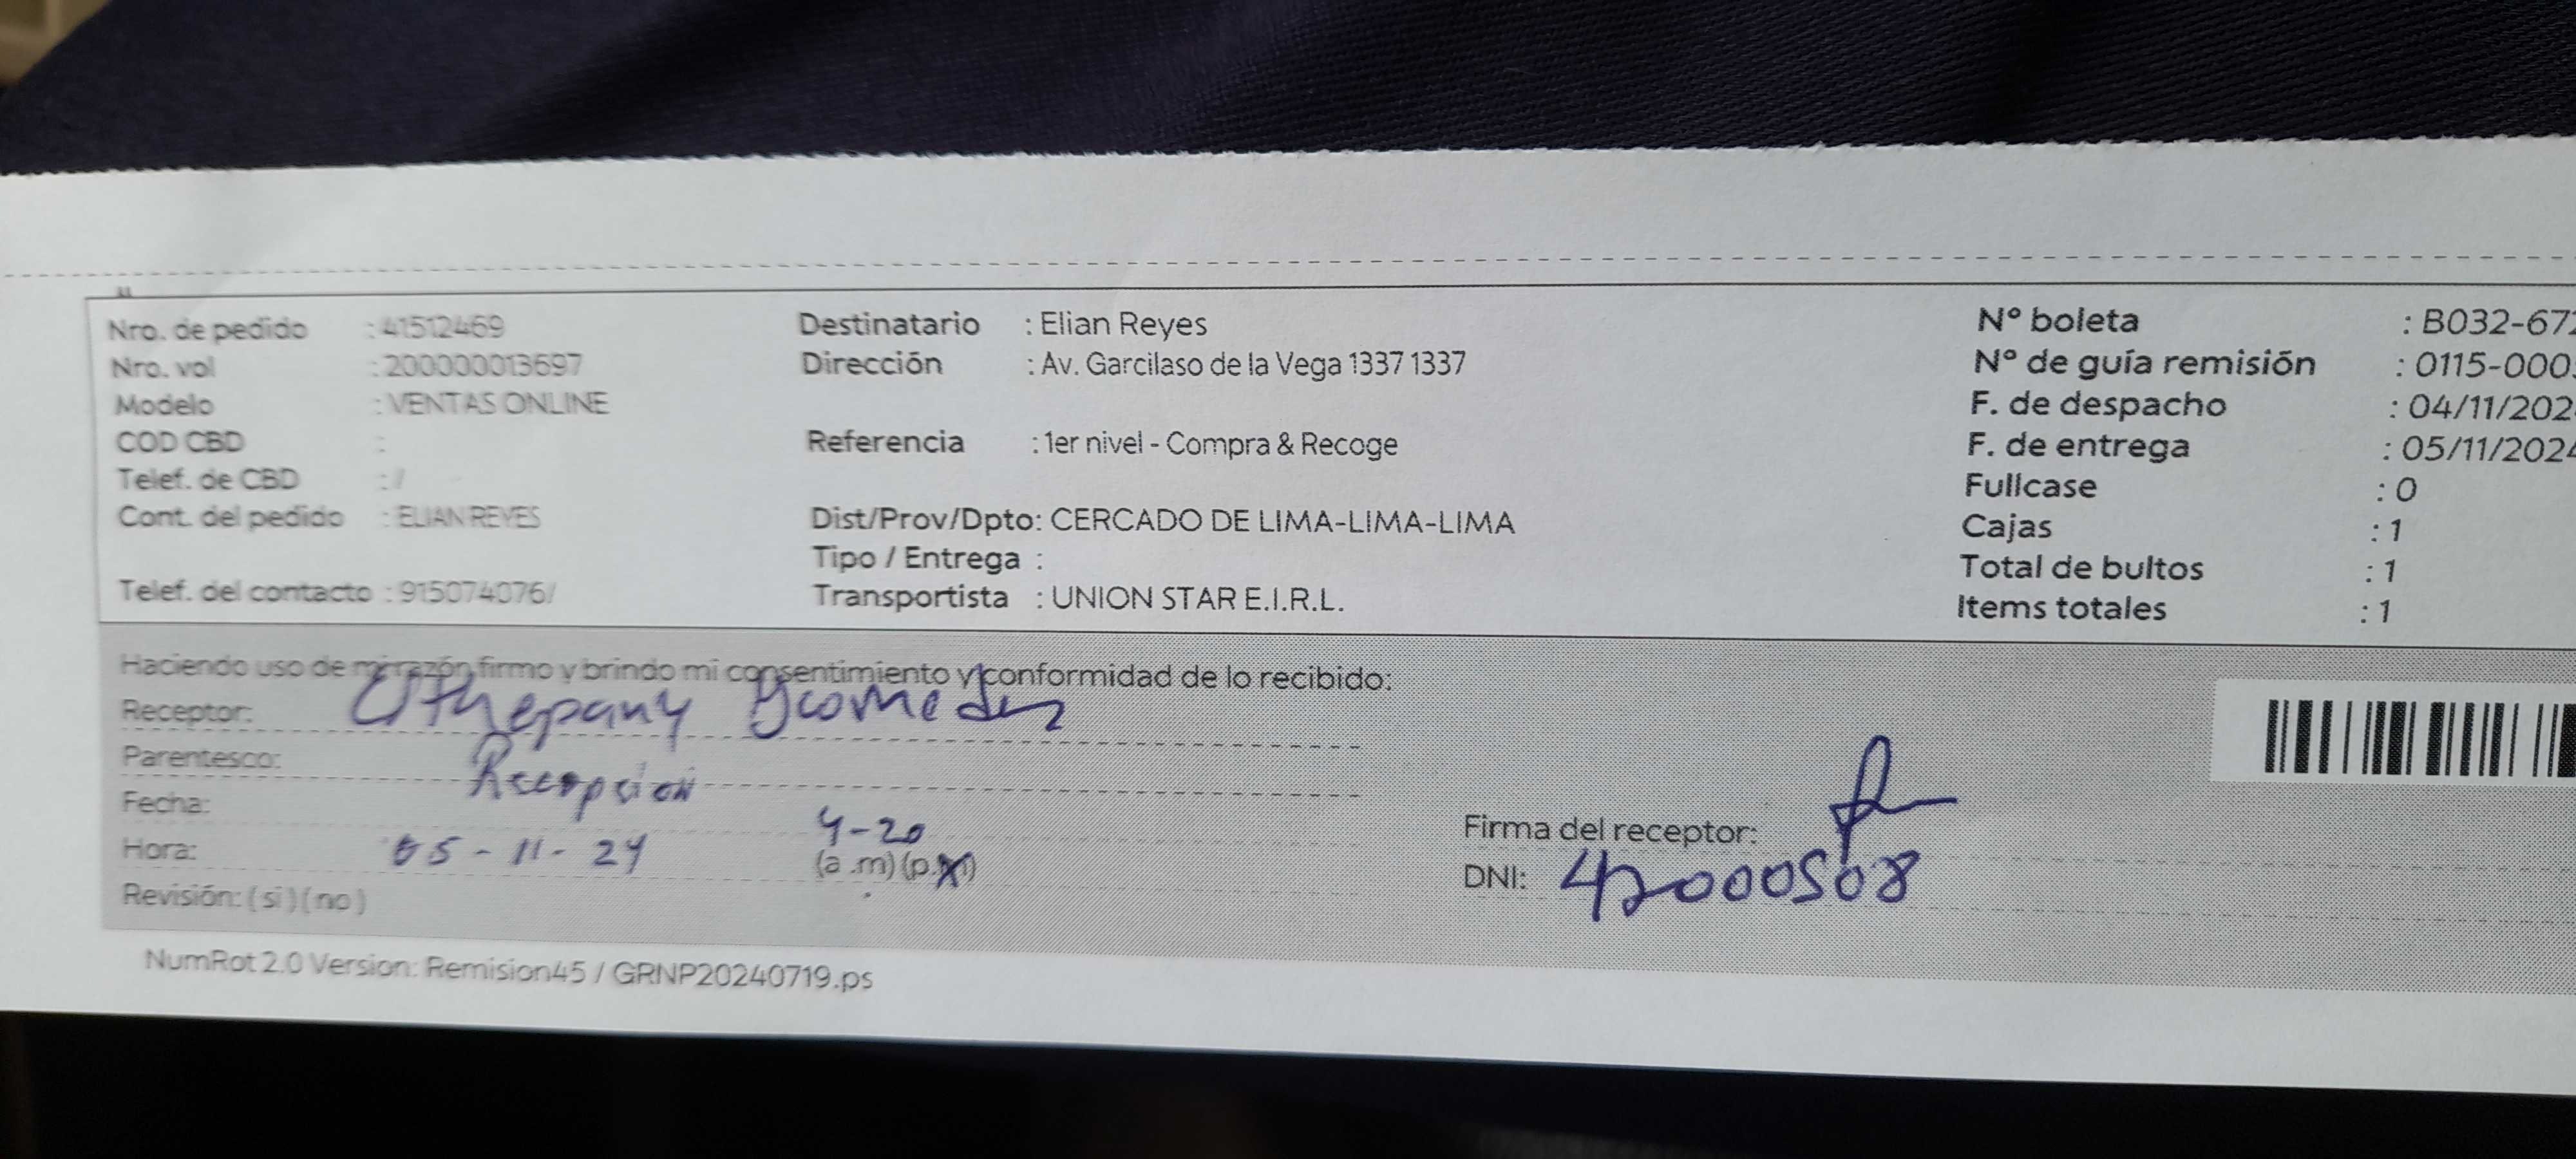 Nro. de pedido : 41512469
Nro. vol : 200000013697
Modelo : VENTAS ONLINE
COD CBD :
Telef. de CBD : /
Cont. del pedido : ELIAN REYES
Telef. del contacto : 915074076/
Destinatario : Elian Reyes
Dirección : Av. Garcilaso de la Vega 1337 1337
Referencia : 1er nivel - Compra & Recoge
Dist/Prov/Dpto: CERCADO DE LIMA-LIMA-LIMA
Tipo / Entrega :
Transportista : UNION STAR E.I.R.L.
Nº boleta : B032-672
Nº de guía remisión : 0115-000
F. de despacho : 04/11/202
F. de entrega : 05/11/2024
Fullcase : 0
Cajas : 1
Total de bultos : 1
Items totales : 1
Haciendo uso de mi razón firmo y brindo mi consentimiento y conformidad de lo recibido:
Receptor:
Parentesco: Recepcion
Fecha:
Hora: 05-11-24 4-20 (a .m) (p.m)
Revisión: ( si ) ( no )
Firma del receptor:
DNI: 42000508
NumRot 2.0 Version: Remision45 / GRNP20240719.ps